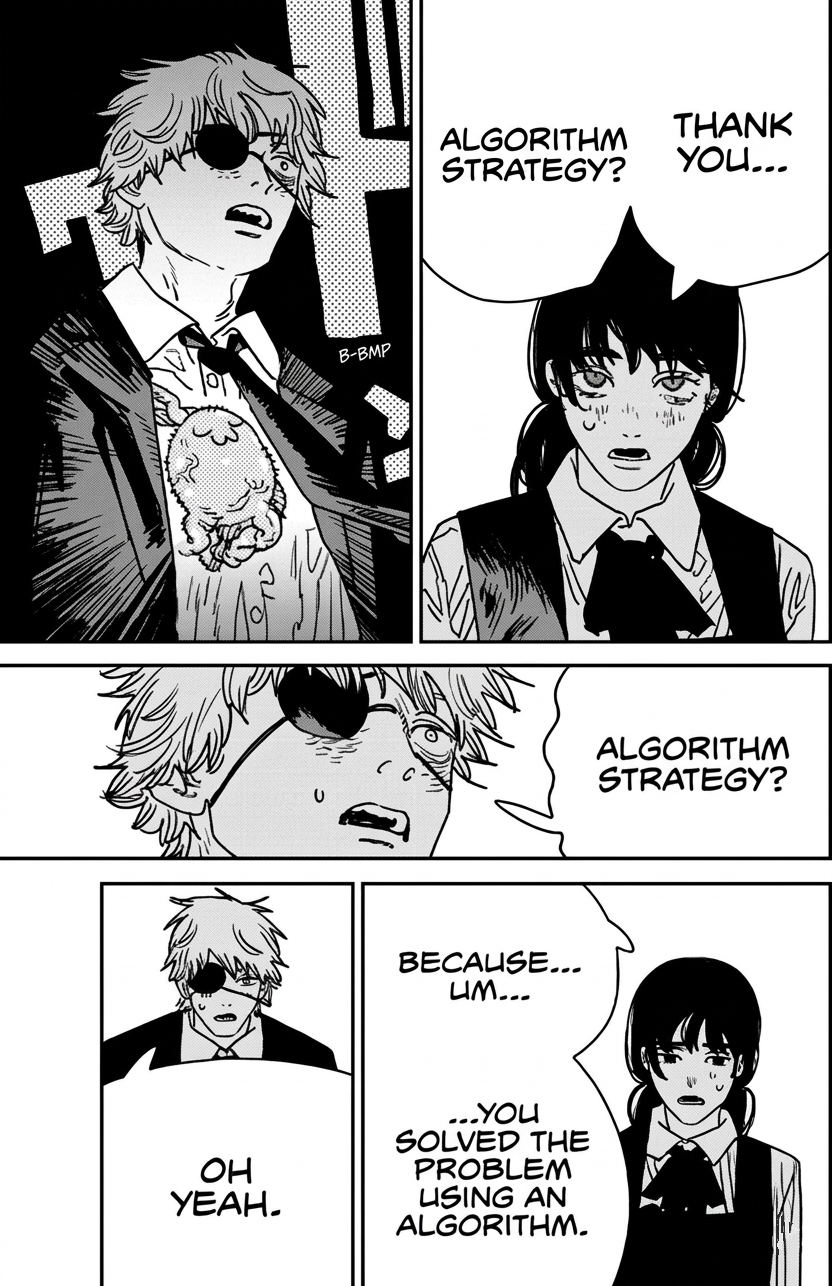 THANK
YOU...
ALGORITHM
STRATEGY?
B-BMP
ALGORITHM
STRATEGY?
BECAUSE...
UM...
...YOU
SOLVED THE
PROBLEM
USING AN
ALGORITHM.
OH
YEAH.